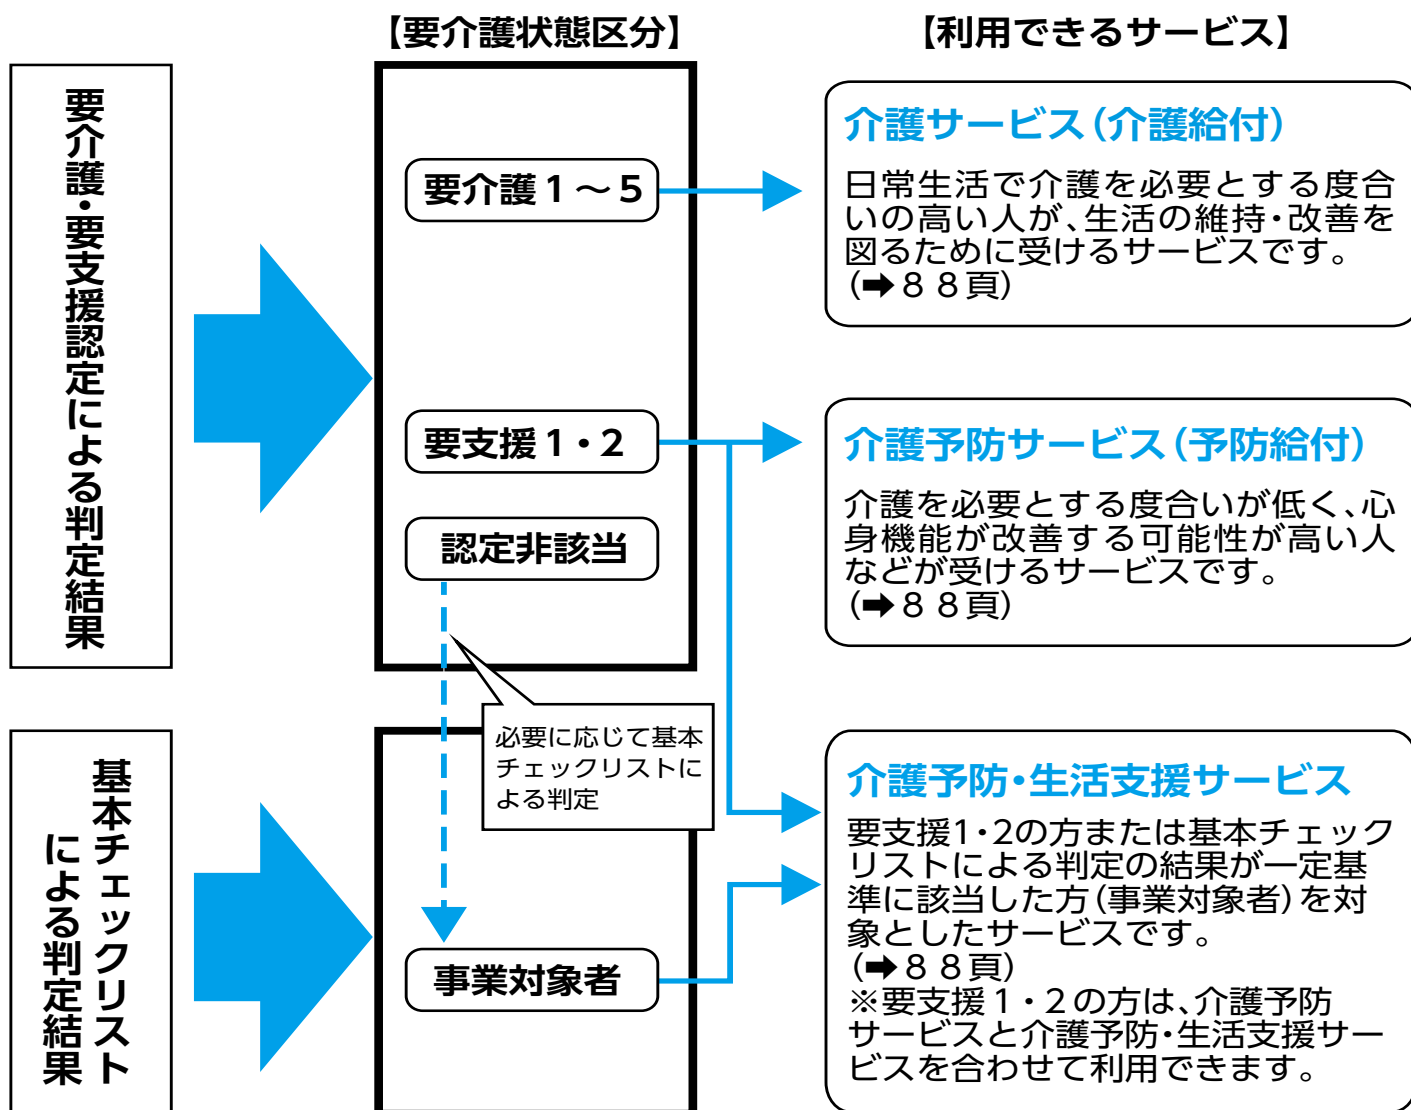 【要介護状態区分】
【利用できるサービス】
要介護・要支援認定による判定結果
要介護１～５
要支援１・２
認定非該当
介護サービス（介護給付）
日常生活で介護を必要とする度合
いの高い人が、生活の維持・改善を
図るために受けるサービスです。
（➡８８頁）
介護予防サービス（予防給付）
介護を必要とする度合いが低く、心
身機能が改善する可能性が高い人
などが受けるサービスです。
（➡８８頁）
必要に応じて基本
チェックリストに
よる判定
基本チェックリスト
による判定結果
事業対象者
介護予防・生活支援サービス
要支援1・2の方または基本チェック
リストによる判定の結果が一定基
準に該当した方（事業対象者）を対
象としたサービスです。
（➡８８頁）
※要支援１・２の方は、介護予防
サービスと介護予防・生活支援サー
ビスを合わせて利用できます。